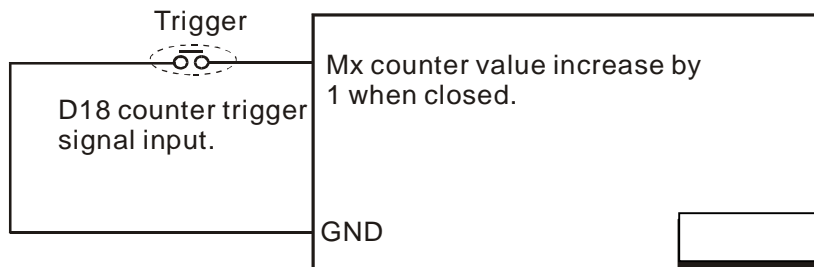 Trigger
Mx counter value increase by
1 when closed.
D18 counter trigger
signal input.
GND